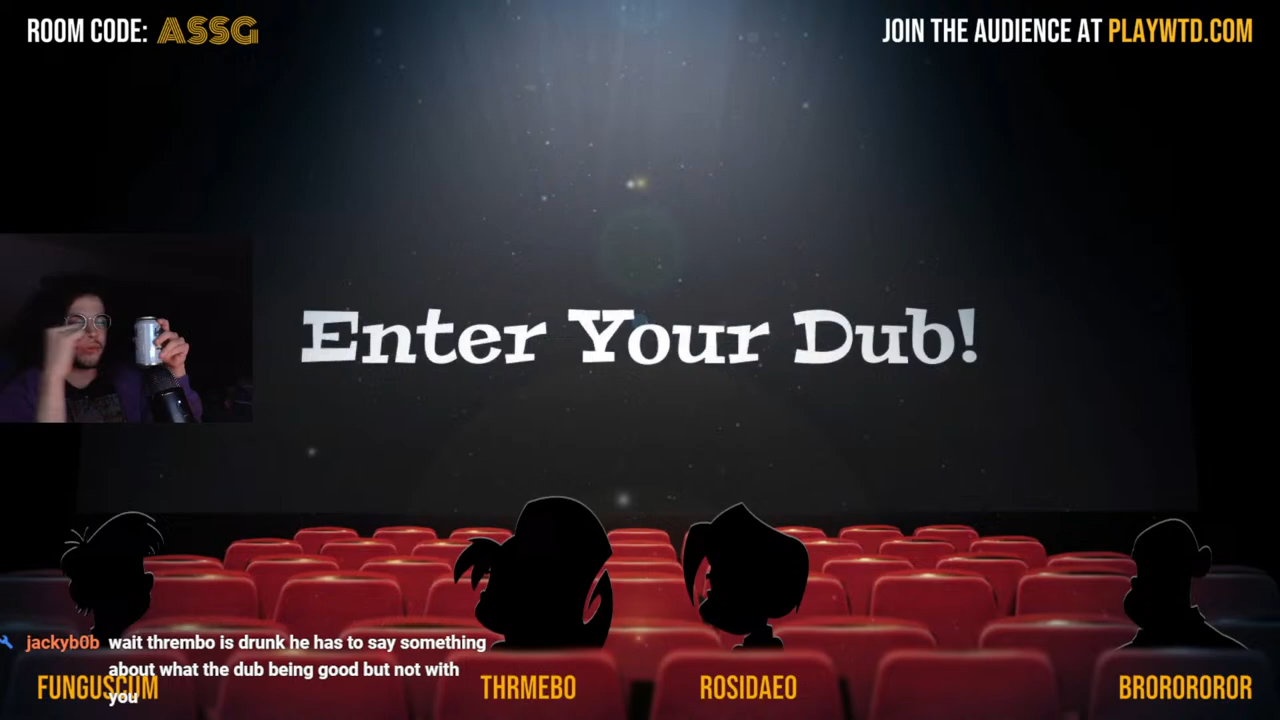 ROOM CODE: ASSG
JOIN THE AUDIENCE AT PLAYWTD.COM
Enter Your Dub!
jackyb0b wait thrembo is drunk he has to say something
about what the dub being good but not with
you
FUNGUSCUM
THRMEBO
ROSIDAEO
BROROROROR